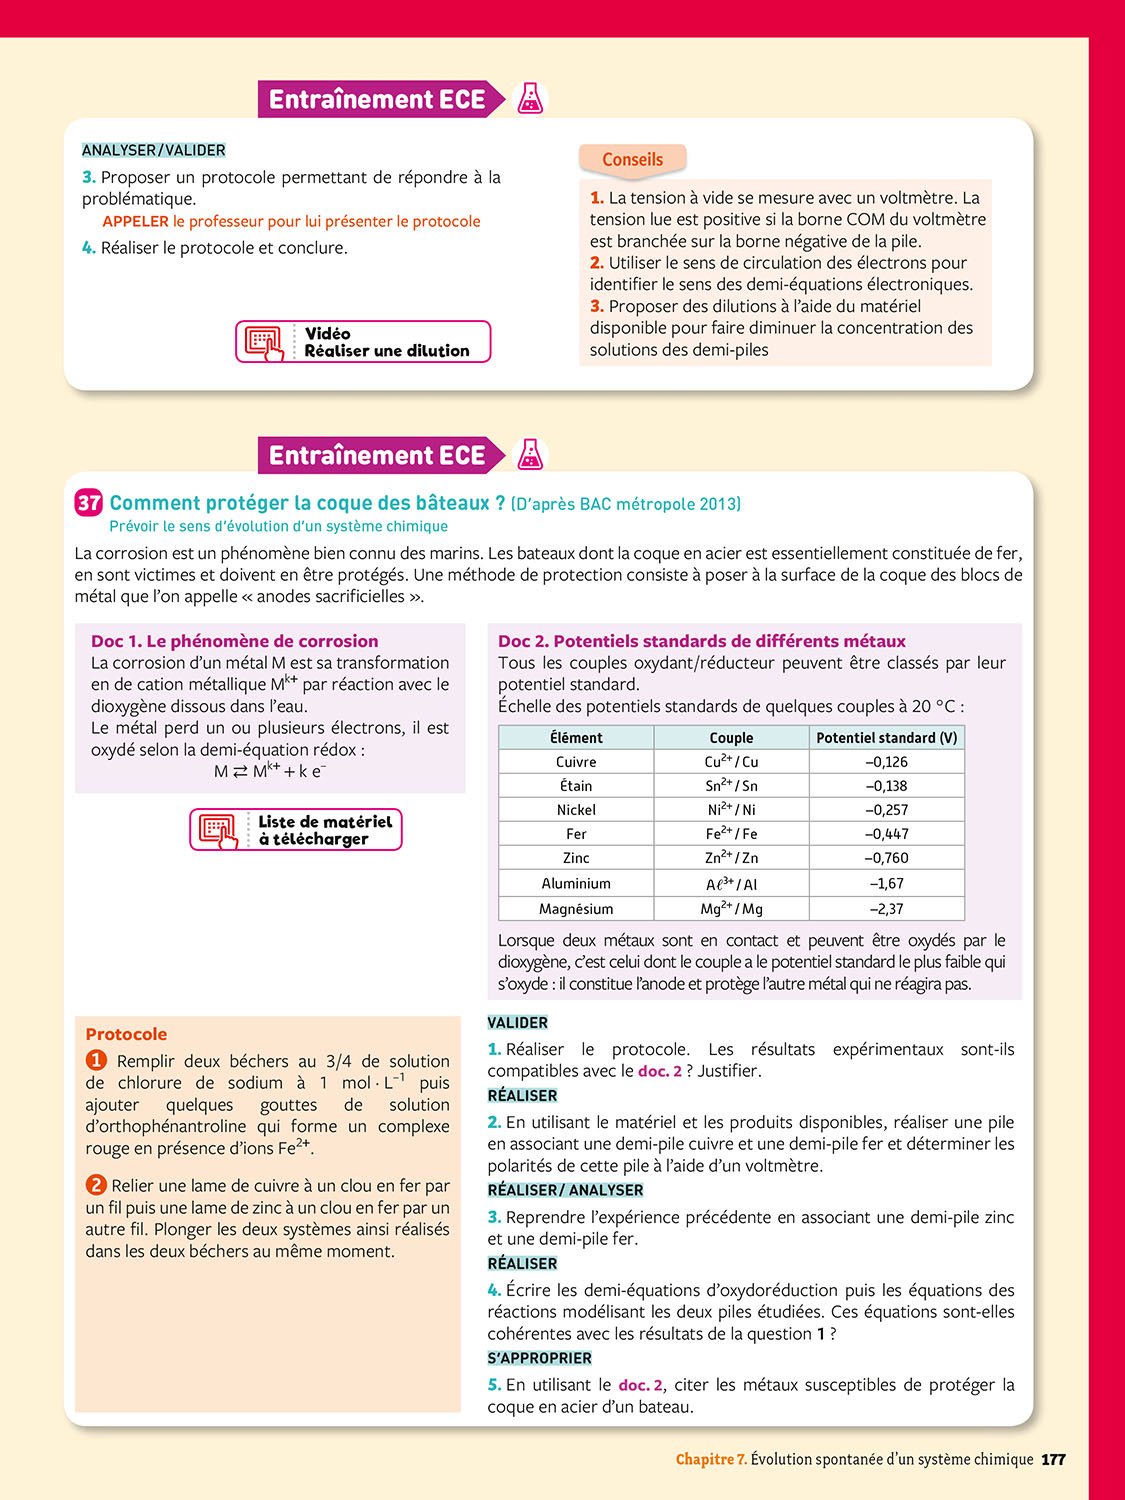 Entraînement ECE
ANALYSER/VALIDER
3. Proposer un protocole permettant de répondre à la
problématique.
APPELER le professeur pour lui présenter le protocole
4. Réaliser le protocole et conclure.
Vidéo
Réaliser une dilution
Conseils
1. La tension à vide se mesure avec un voltmètre. La
tension lue est positive si la borne COM du voltmètre
est branchée sur la borne négative de la pile.
2. Utiliser le sens de circulation des électrons pour
identifier le sens des demi-équations électroniques.
3. Proposer des dilutions à l'aide du matériel
disponible pour faire diminuer la concentration des
solutions des demi-piles
Entraînement ECE
37 Comment protéger la coque des bâteaux ? (D'après BAC métropole 2013)
Prévoir le sens d'évolution d'un système chimique
La corrosion est un phénomène bien connu des marins. Les bateaux dont la coque en acier est essentiellement constituée de fer,
en sont victimes et doivent en être protégés. Une méthode de protection consiste à poser à la surface de la coque des blocs de
métal que l'on appelle « anodes sacrificielles ».
Doc 1. Le phénomène de corrosion
La corrosion d'un métal M est sa transformation
en de cation métallique Mᵏ⁺ par réaction avec le
dioxygène dissous dans l'eau.
Le métal perd un ou plusieurs électrons, il est
oxydé selon la demi-équation rédox :
M ⇄ Mᵏ⁺ + k e⁻
Liste de matériel
à télécharger
Doc 2. Potentiels standards de différents métaux
Tous les couples oxydant/réducteur peuvent être classés par leur
potentiel standard.
Échelle des potentiels standards de quelques couples à 20 °C :
Élément Couple Potentiel standard (V)
Cuivre Cu²⁺ / Cu –0,126
Étain Sn²⁺ / Sn –0,138
Nickel Ni²⁺ / Ni –0,257
Fer Fe²⁺ / Fe –0,447
Zinc Zn²⁺ / Zn –0,760
Aluminium Aℓ³⁺ / Al –1,67
Magnésium Mg²⁺ / Mg –2,37
Lorsque deux métaux sont en contact et peuvent être oxydés par le
dioxygène, c'est celui dont le couple a le potentiel standard le plus faible qui
s'oxyde : il constitue l'anode et protège l'autre métal qui ne réagira pas.
Protocole
1 Remplir deux béchers au 3/4 de solution
de chlorure de sodium à 1 mol · L⁻¹ puis
ajouter quelques gouttes de solution
d'orthophénantroline qui forme un complexe
rouge en présence d'ions Fe²⁺.
2 Relier une lame de cuivre à un clou en fer par
un fil puis une lame de zinc à un clou en fer par un
autre fil. Plonger les deux systèmes ainsi réalisés
dans les deux béchers au même moment.
VALIDER
1. Réaliser le protocole. Les résultats expérimentaux sont-ils
compatibles avec le doc. 2 ? Justifier.
RÉALISER
2. En utilisant le matériel et les produits disponibles, réaliser une pile
en associant une demi-pile cuivre et une demi-pile fer et déterminer les
polarités de cette pile à l'aide d'un voltmètre.
RÉALISER / ANALYSER
3. Reprendre l'expérience précédente en associant une demi-pile zinc
et une demi-pile fer.
RÉALISER
4. Écrire les demi-équations d'oxydoréduction puis les équations des
réactions modélisant les deux piles étudiées. Ces équations sont-elles
cohérentes avec les résultats de la question 1 ?
S'APPROPRIER
5. En utilisant le doc. 2, citer les métaux susceptibles de protéger la
coque en acier d'un bateau.
Chapitre 7. Évolution spontanée d'un système chimique 177